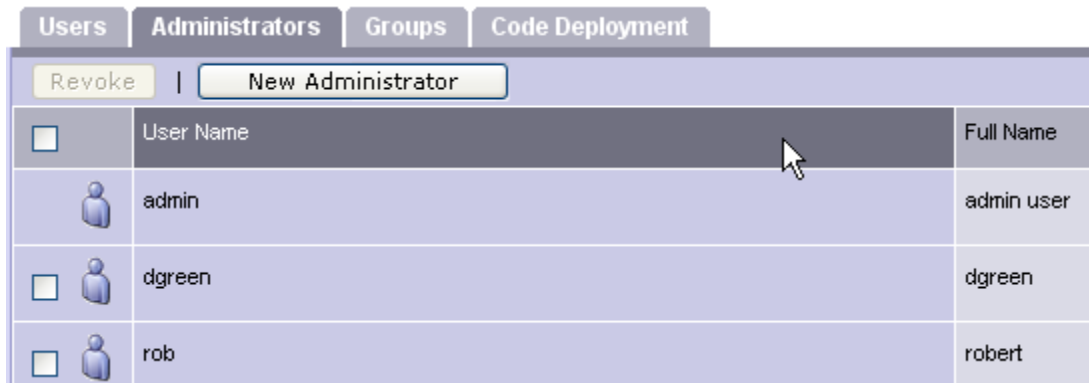 Users Administrators Groups Code Deployment
Revoke | New Administrator
User Name Full Name
admin admin user
dgreen dgreen
rob robert